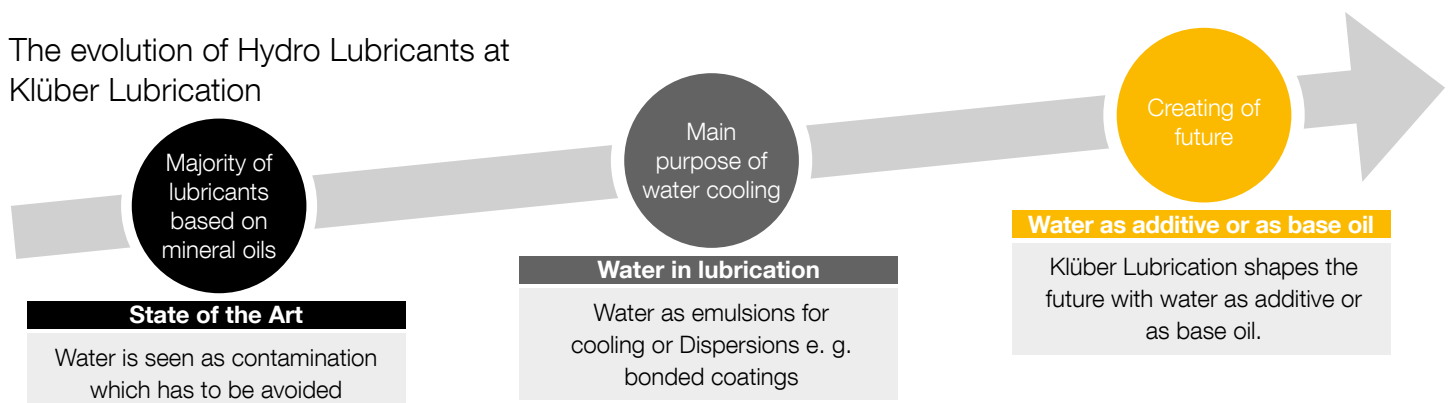 The evolution of Hydro Lubricants at
Klüber Lubrication
Majority of
lubricants
based on
mineral oils
State of the Art
Water is seen as contamination
which has to be avoided
Main
purpose of
water cooling
Water in lubrication
Water as emulsions for
cooling or Dispersions e. g.
bonded coatings
Creating of
future
Water as additive or as base oil
Klüber Lubrication shapes the
future with water as additive or
as base oil.